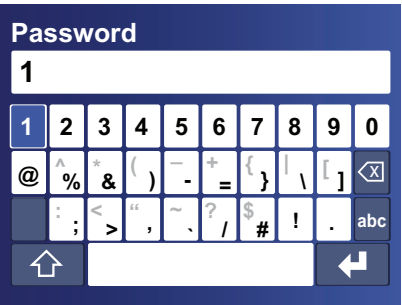 Password
1
1 2 3 4 5 6 7 8 9 0
@ ^ % * & ( ) _ - + = { } | \ [ ]
: ; < > “ , ~ ` ? / $ # ! . abc